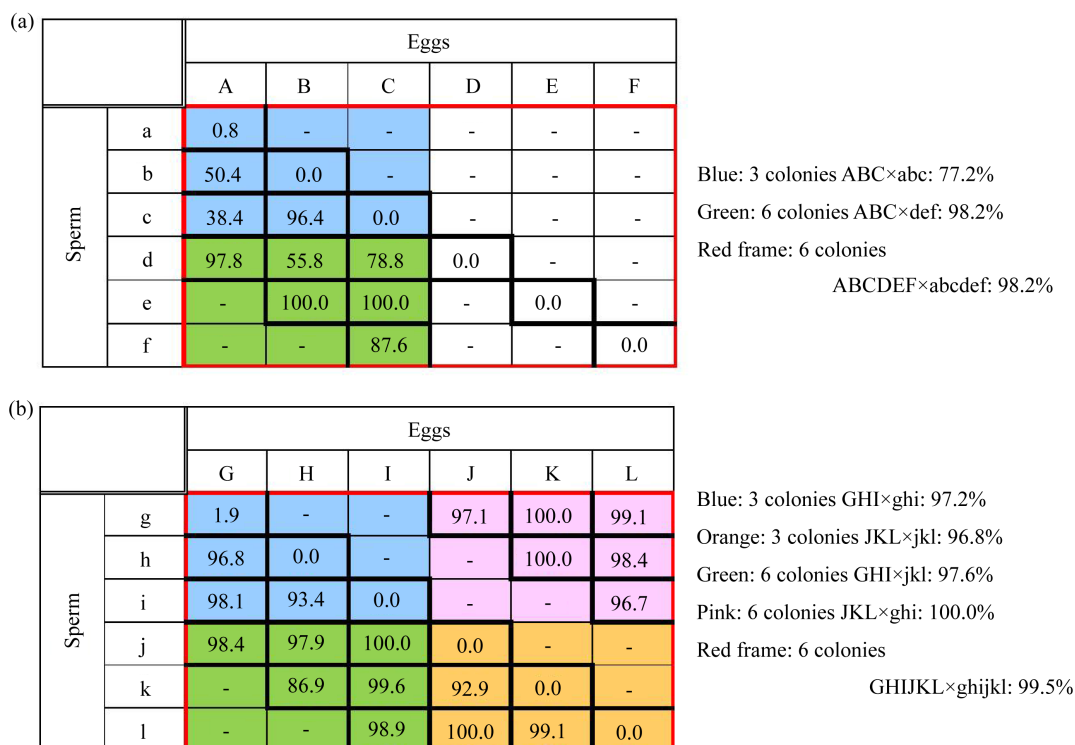 (a)
Eggs
A B C D E F
Sperm
a 0.8 - - - - -
b 50.4 0.0 - - - -
c 38.4 96.4 0.0 - - -
d 97.8 55.8 78.8 0.0 - -
e - 100.0 100.0 - 0.0 -
f - - 87.6 - - 0.0
Blue: 3 colonies ABC×abc: 77.2%
Green: 6 colonies ABC×def: 98.2%
Red frame: 6 colonies
ABCDEF×abcdef: 98.2%
(b)
Eggs
G H I J K L
Sperm
g 1.9 - - 97.1 100.0 99.1
h 96.8 0.0 - - 100.0 98.4
i 98.1 93.4 0.0 - - 96.7
j 98.4 97.9 100.0 0.0 - -
k - 86.9 99.6 92.9 0.0 -
l - - 98.9 100.0 99.1 0.0
Blue: 3 colonies GHI×ghi: 97.2%
Orange: 3 colonies JKL×jkl: 96.8%
Green: 6 colonies GHI×jkl: 97.6%
Pink: 6 colonies JKL×ghi: 100.0%
Red frame: 6 colonies
GHIJKL×ghijkl: 99.5%